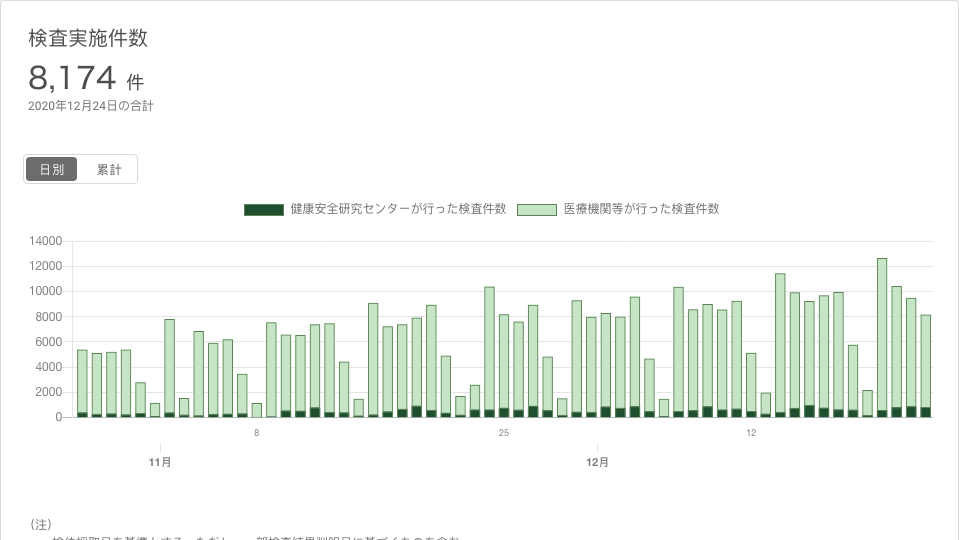 検査実施件数
8,174 件
2020年12月24日の合計
日別 累計
健康安全研究センターが行った検査件数 医療機関等が行った検査件数
14000
12000
10000
8000
6000
4000
2000
0
8 25 12
11月 12月
(注)